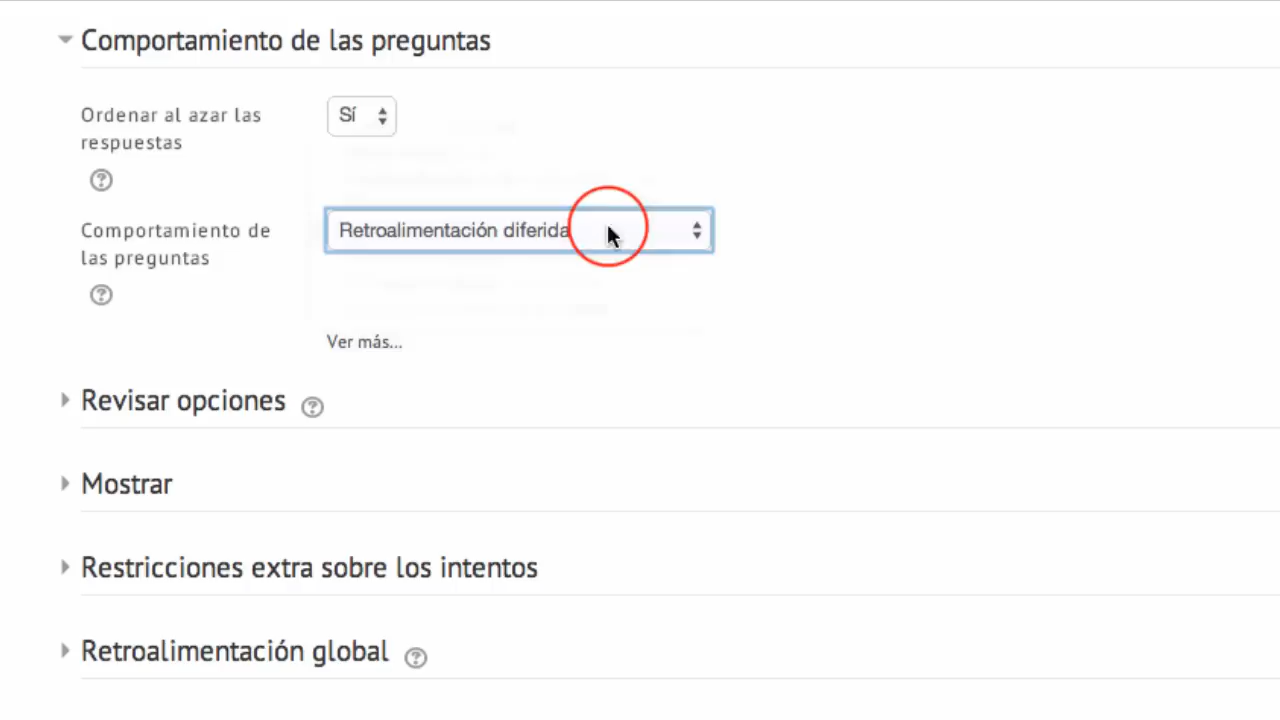 Comportamiento de las preguntas
Ordenar al azar las
respuestas
Sí
Comportamiento de
las preguntas
Retroalimentación diferida
Ver más...
Revisar opciones
Mostrar
Restricciones extra sobre los intentos
Retroalimentación global